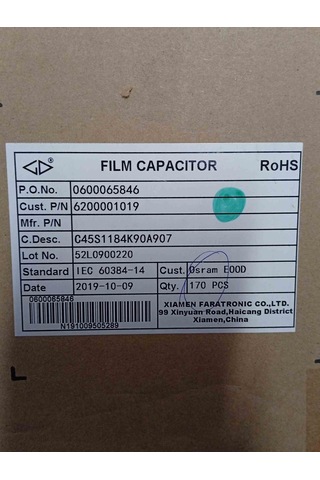 ® FILM CAPACITOR RoHS
P.O.No. 0600065846
Cust. P/N 6200001019
Mfr. P/N
C.Desc. C45S1184K90A907
Lot No. 52L0900220
Standard IEC 60384-14 Cust. Osram EOOD
Date 2019-10-09 Qty. 170 PCS
0600065846
N191009505289
XIAMEN FARATRONIC CO.,LTD.
99 Xinyuan Road,Haicang District
Xiamen,China